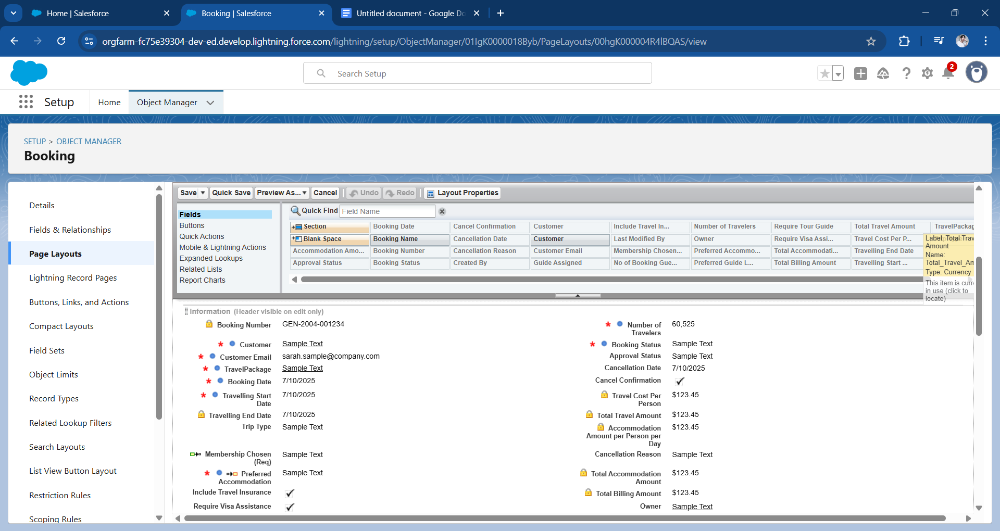 Home | Salesforce
Booking | Salesforce
Untitled document - Google Do
orgfarm-fc75e39304-dev-ed.develop.lightning.force.com/lightning/setup/ObjectManager/01IgK0000018Byb/PageLayouts/00hgK000004R4lBQAS/view
Search Setup
2
Setup
Home
Object Manager
SETUP > OBJECT MANAGER
Booking
Details
Fields & Relationships
Page Layouts
Lightning Record Pages
Buttons, Links, and Actions
Compact Layouts
Field Sets
Object Limits
Record Types
Related Lookup Filters
Search Layouts
List View Button Layout
Restriction Rules
Scoping Rules
Save
Quick Save
Preview As...
Cancel
Undo
Redo
Layout Properties
Fields
Buttons
Quick Actions
Mobile & Lightning Actions
Expanded Lookups
Related Lists
Report Charts
Quick Find
Field Name
Section Booking Date Cancel Confirmation Customer Include Travel In... Number of Travelers Require Tour Guide Total Travel Amount TravelPackag
Blank Space Booking Name Cancellation Date Customer Last Modified By Owner Require Visa Assi... Travel Cost Per P...
Accommodation Amo... Booking Number Cancellation Reason Customer Email Membership Chosen... Preferred Accommo... Total Accommodati... Travelling End Date
Approval Status Booking Status Created By Guide Assigned No of Booking Gue... Preferred Guide L... Total Billing Amount Travelling Start ...
Label: Total Trav
Amount
Name:
Total_Travel_Am
Type: Currency
This item is curre
in use (click to
locate)
Information (Header visible on edit only)
Booking Number GEN-2004-001234
* Customer Sample Text
* Customer Email sarah.sample@company.com
* TravelPackage Sample Text
* Booking Date 7/10/2025
* Travelling Start
Date 7/10/2025
Travelling End Date 7/10/2025
Trip Type Sample Text
Membership Chosen
(Req) Sample Text
* Preferred
Accommodation Sample Text
Include Travel Insurance
Require Visa Assistance
* Number of
Travelers 60,525
* Booking Status Sample Text
Approval Status Sample Text
Cancellation Date 7/10/2025
Cancel Confirmation
Travel Cost Per
Person $123.45
Total Travel Amount $123.45
Accommodation
Amount per Person per
Day $123.45
Cancellation Reason Sample Text
Total Accommodation
Amount $123.45
Total Billing Amount $123.45
Owner Sample Text